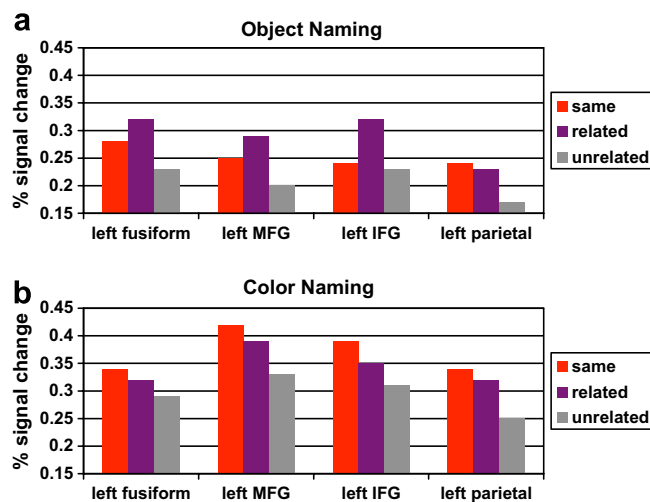 a
Object Naming
% signal change
0.45
0.4
0.35
0.3
0.25
0.2
0.15
left fusiform left MFG left IFG left parietal
same
related
unrelated
b
Color Naming
% signal change
0.45
0.4
0.35
0.3
0.25
0.2
0.15
left fusiform left MFG left IFG left parietal
same
related
unrelated